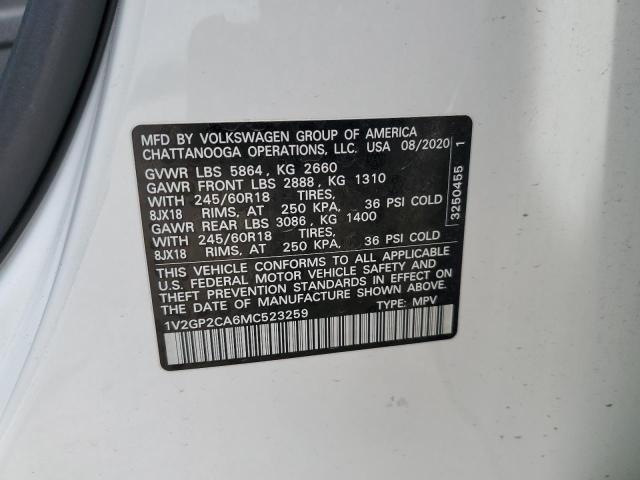 MFD BY VOLKSWAGEN GROUP OF AMERICA
CHATTANOOGA OPERATIONS, LLC. USA 08/2020
GVWR LBS 5864, KG 2660
GAWR FRONT LBS 2888, KG 1310
WITH 245/60R18 TIRES,
8JX18 RIMS, AT 250 KPA, 36 PSI COLD
GAWR REAR LBS 3086, KG 1400
WITH 245/60R18 TIRES,
8JX18 RIMS, AT 250 KPA, 36 PSI COLD
THIS VEHICLE CONFORMS TO ALL APPLICABLE
U.S. FEDERAL MOTOR VEHICLE SAFETY AND
THEFT PREVENTION STANDARDS IN EFFECT ON
THE DATE OF MANUFACTURE SHOWN ABOVE.
1V2GP2CA6MC523259 TYPE: MPV
3250455 1